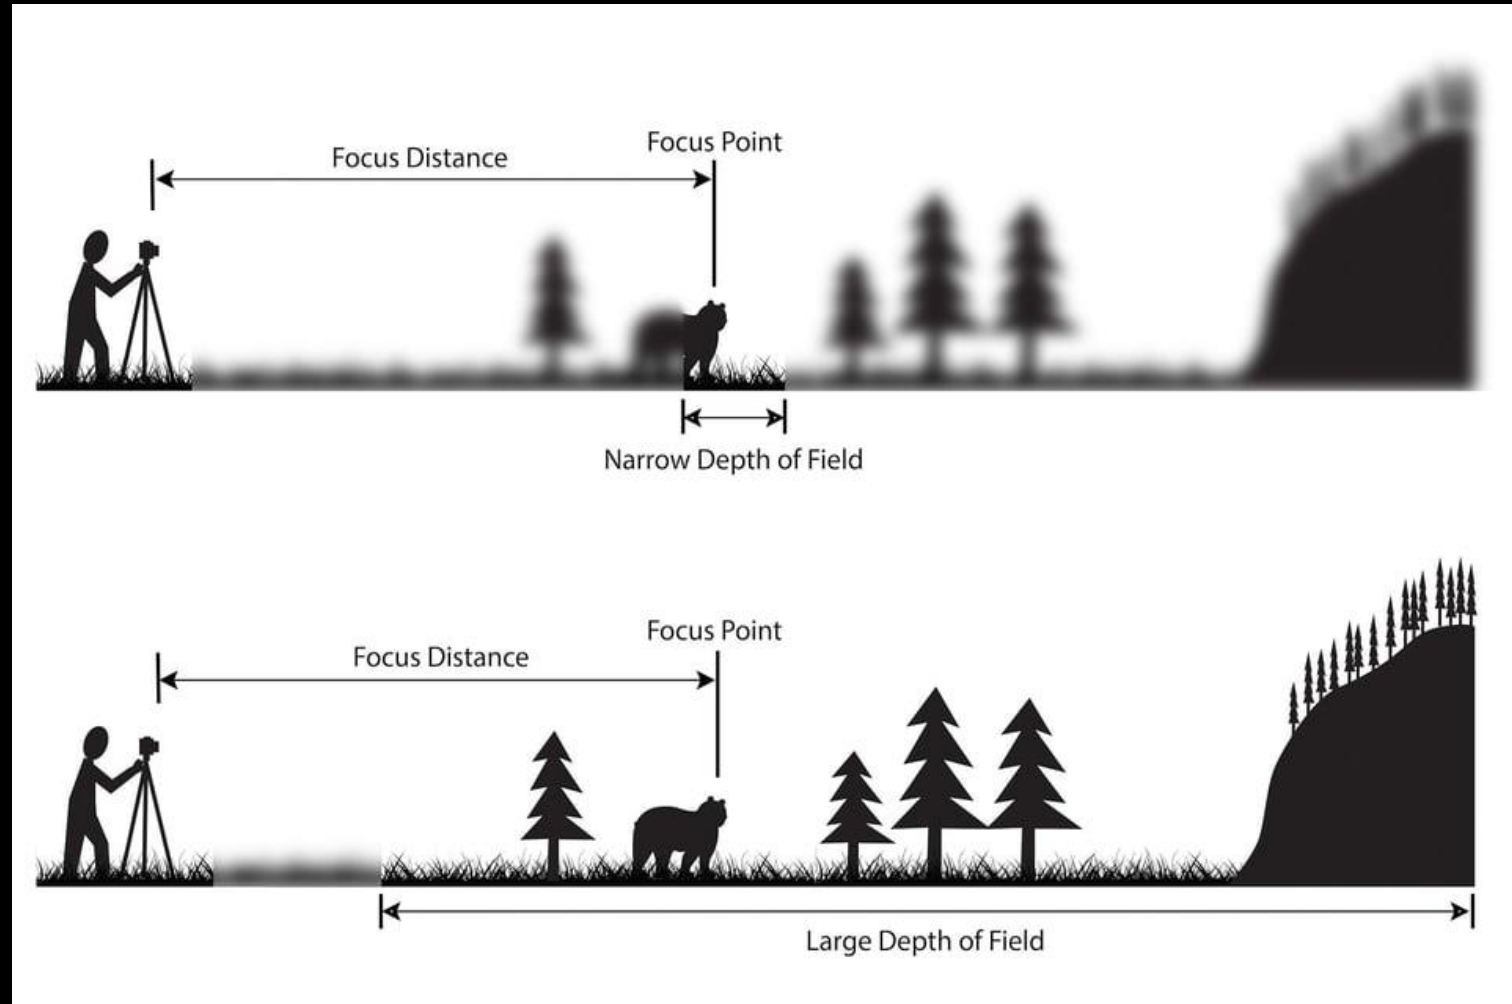 Focus Point
Focus Distance
Narrow Depth of Field
Focus Point
Focus Distance
Large Depth of Field